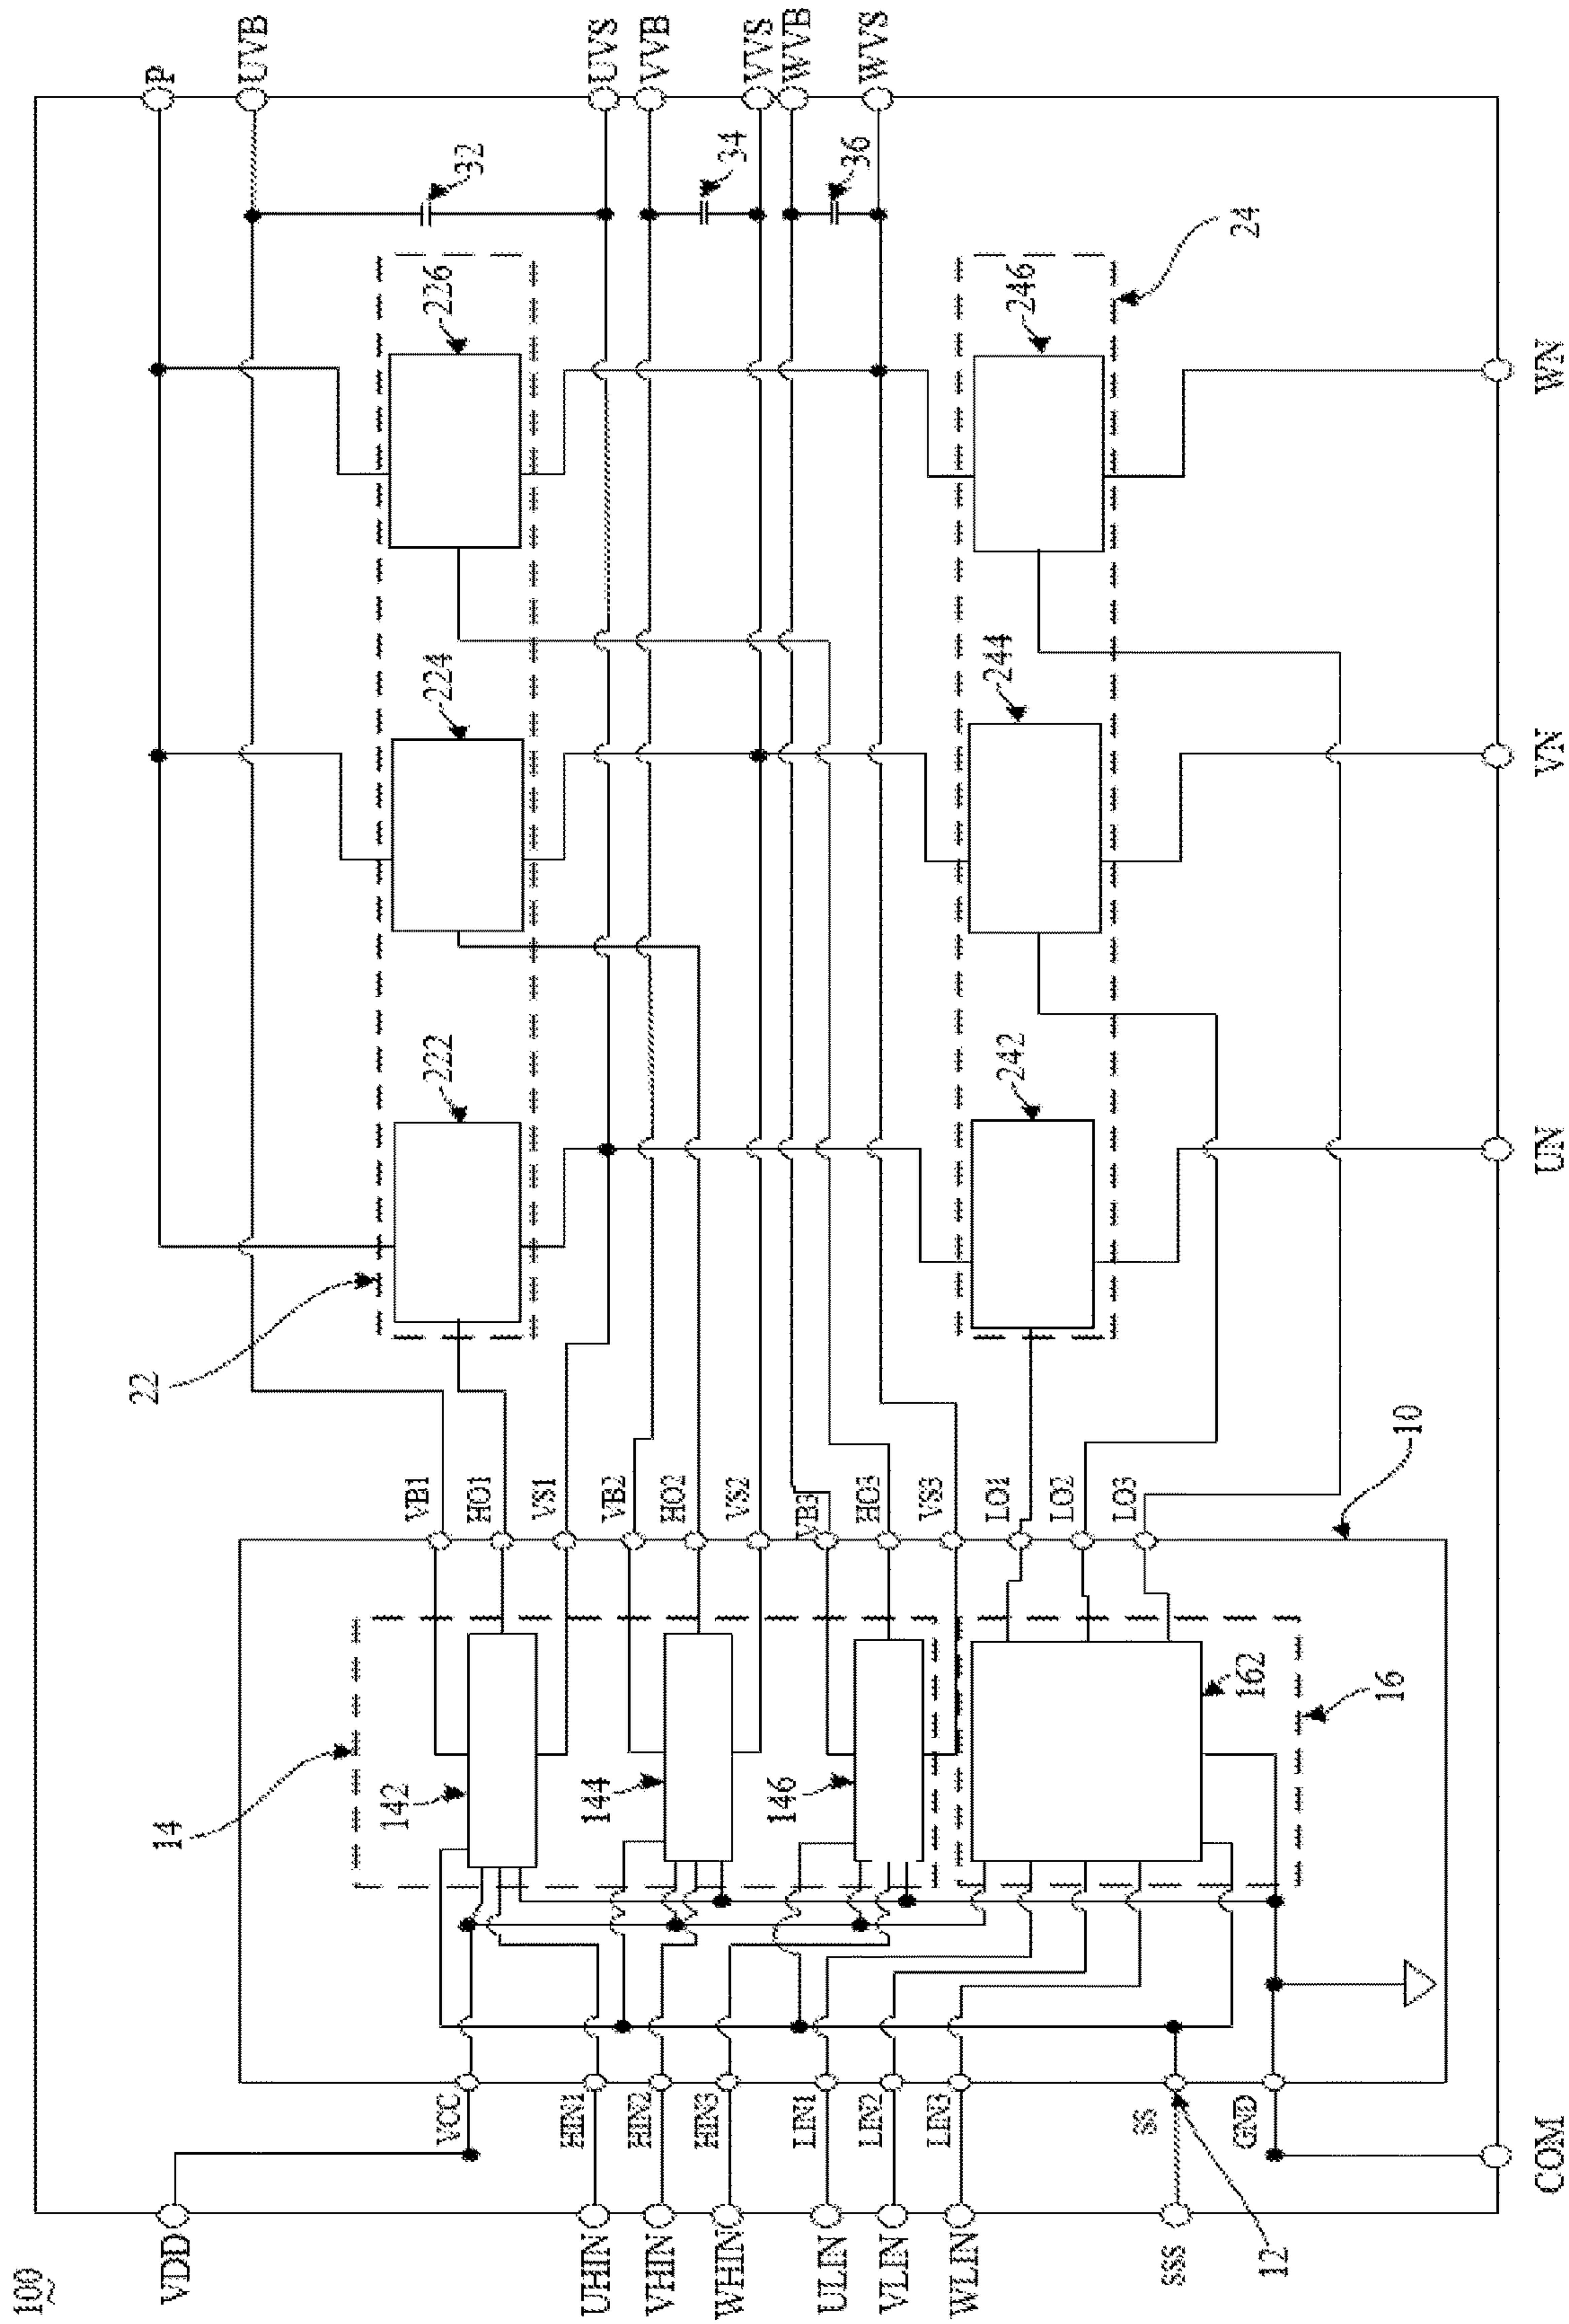 100
VDD
UHIN
VHIN
WHIN
ULIN
VLIN
WLIN
SSS
12
COM
VCC
HIN1
HIN2
HIN3
LIN1
LIN2
LIN3
SS
GND
14
142
144
146
162
16
VB1
HO1
VS1
VB2
HO2
VS2
VB3
HO3
VS3
LO1
LO2
LO3
10
22
222
224
226
242
244
246
24
UN
VN
WN
32
34
36
P
UVB
UVS
VVB
VVS
WVB
WVS